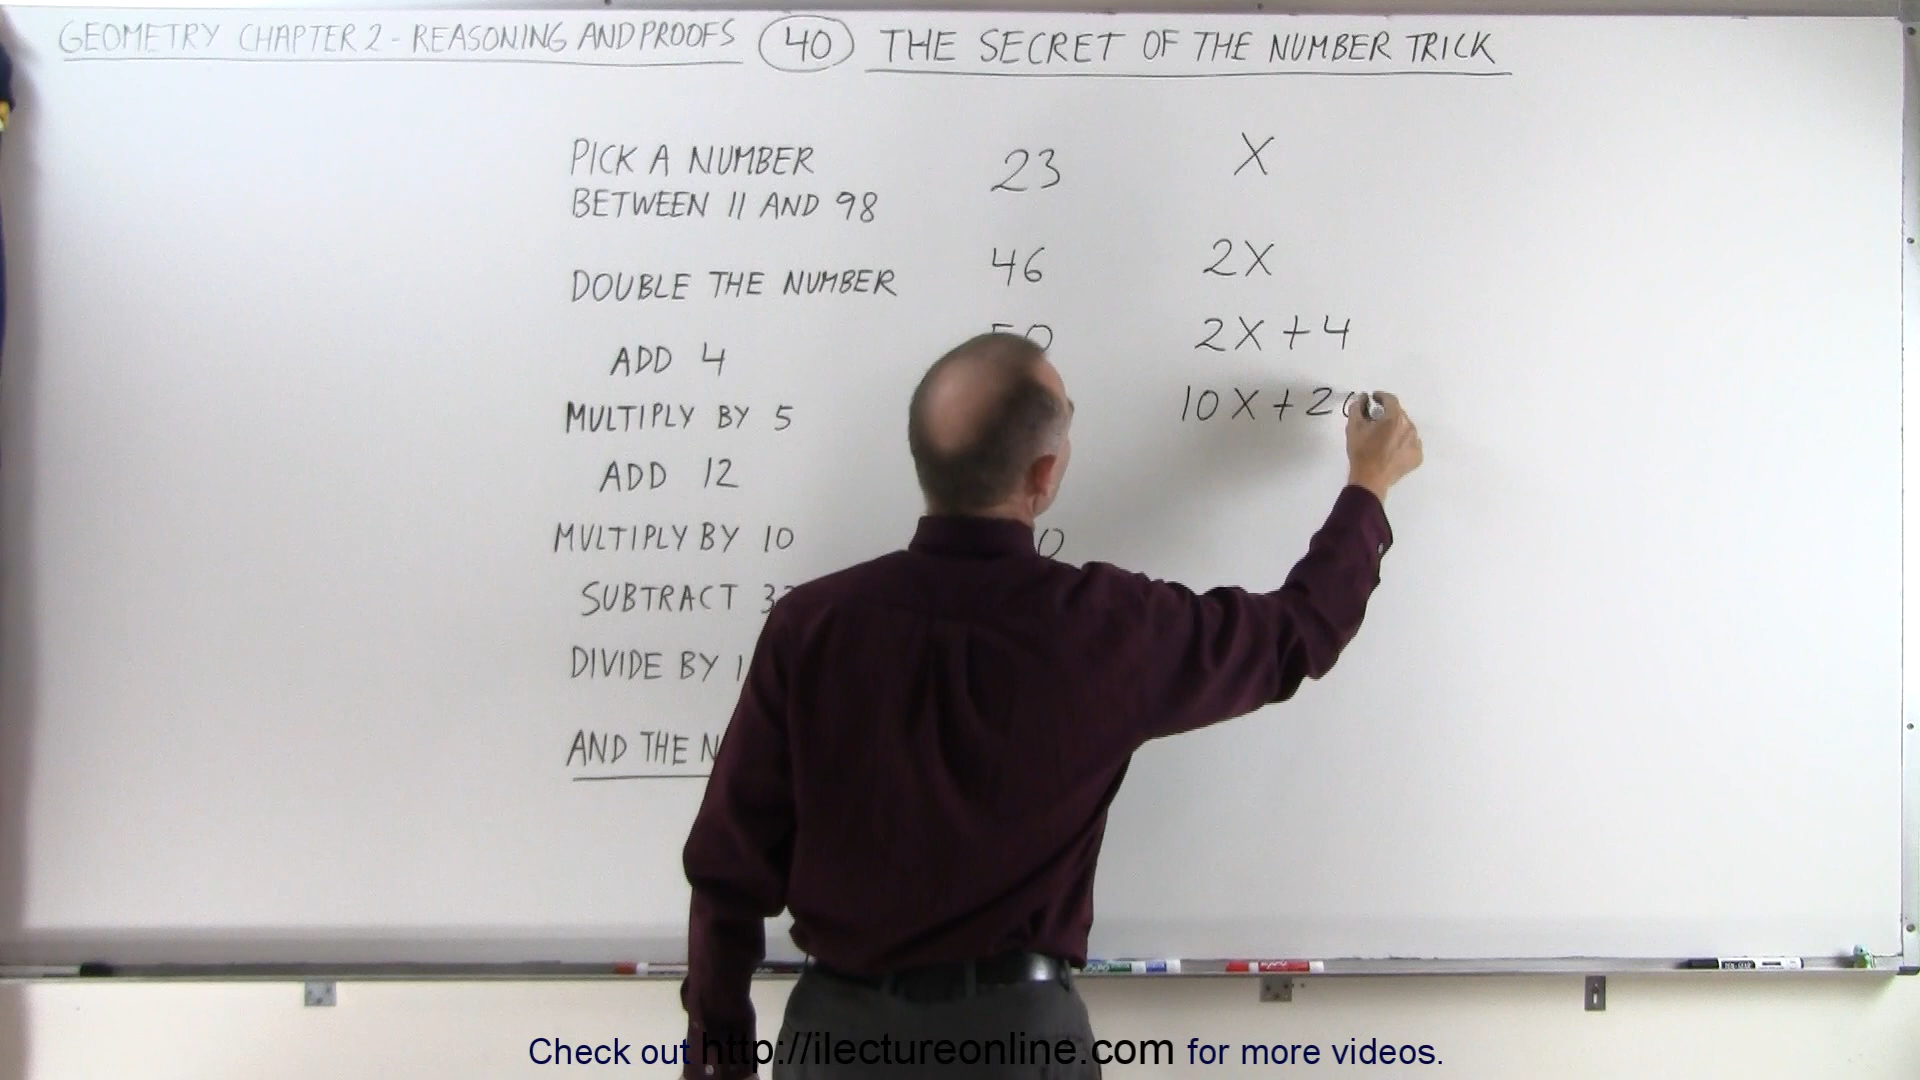 GEOMETRY CHAPTER 2 - REASONING AND PROOFS 40 THE SECRET OF THE NUMBER TRICK
PICK A NUMBER 23 X
BETWEEN 11 AND 98
DOUBLE THE NUMBER 46 2X
ADD 4 50 2X + 4
MULTIPLY BY 5 10X + 20
ADD 12
MULTIPLY BY 10
SUBTRACT
DIVIDE BY
AND THE
Check out http://ilectureonline.com for more videos.